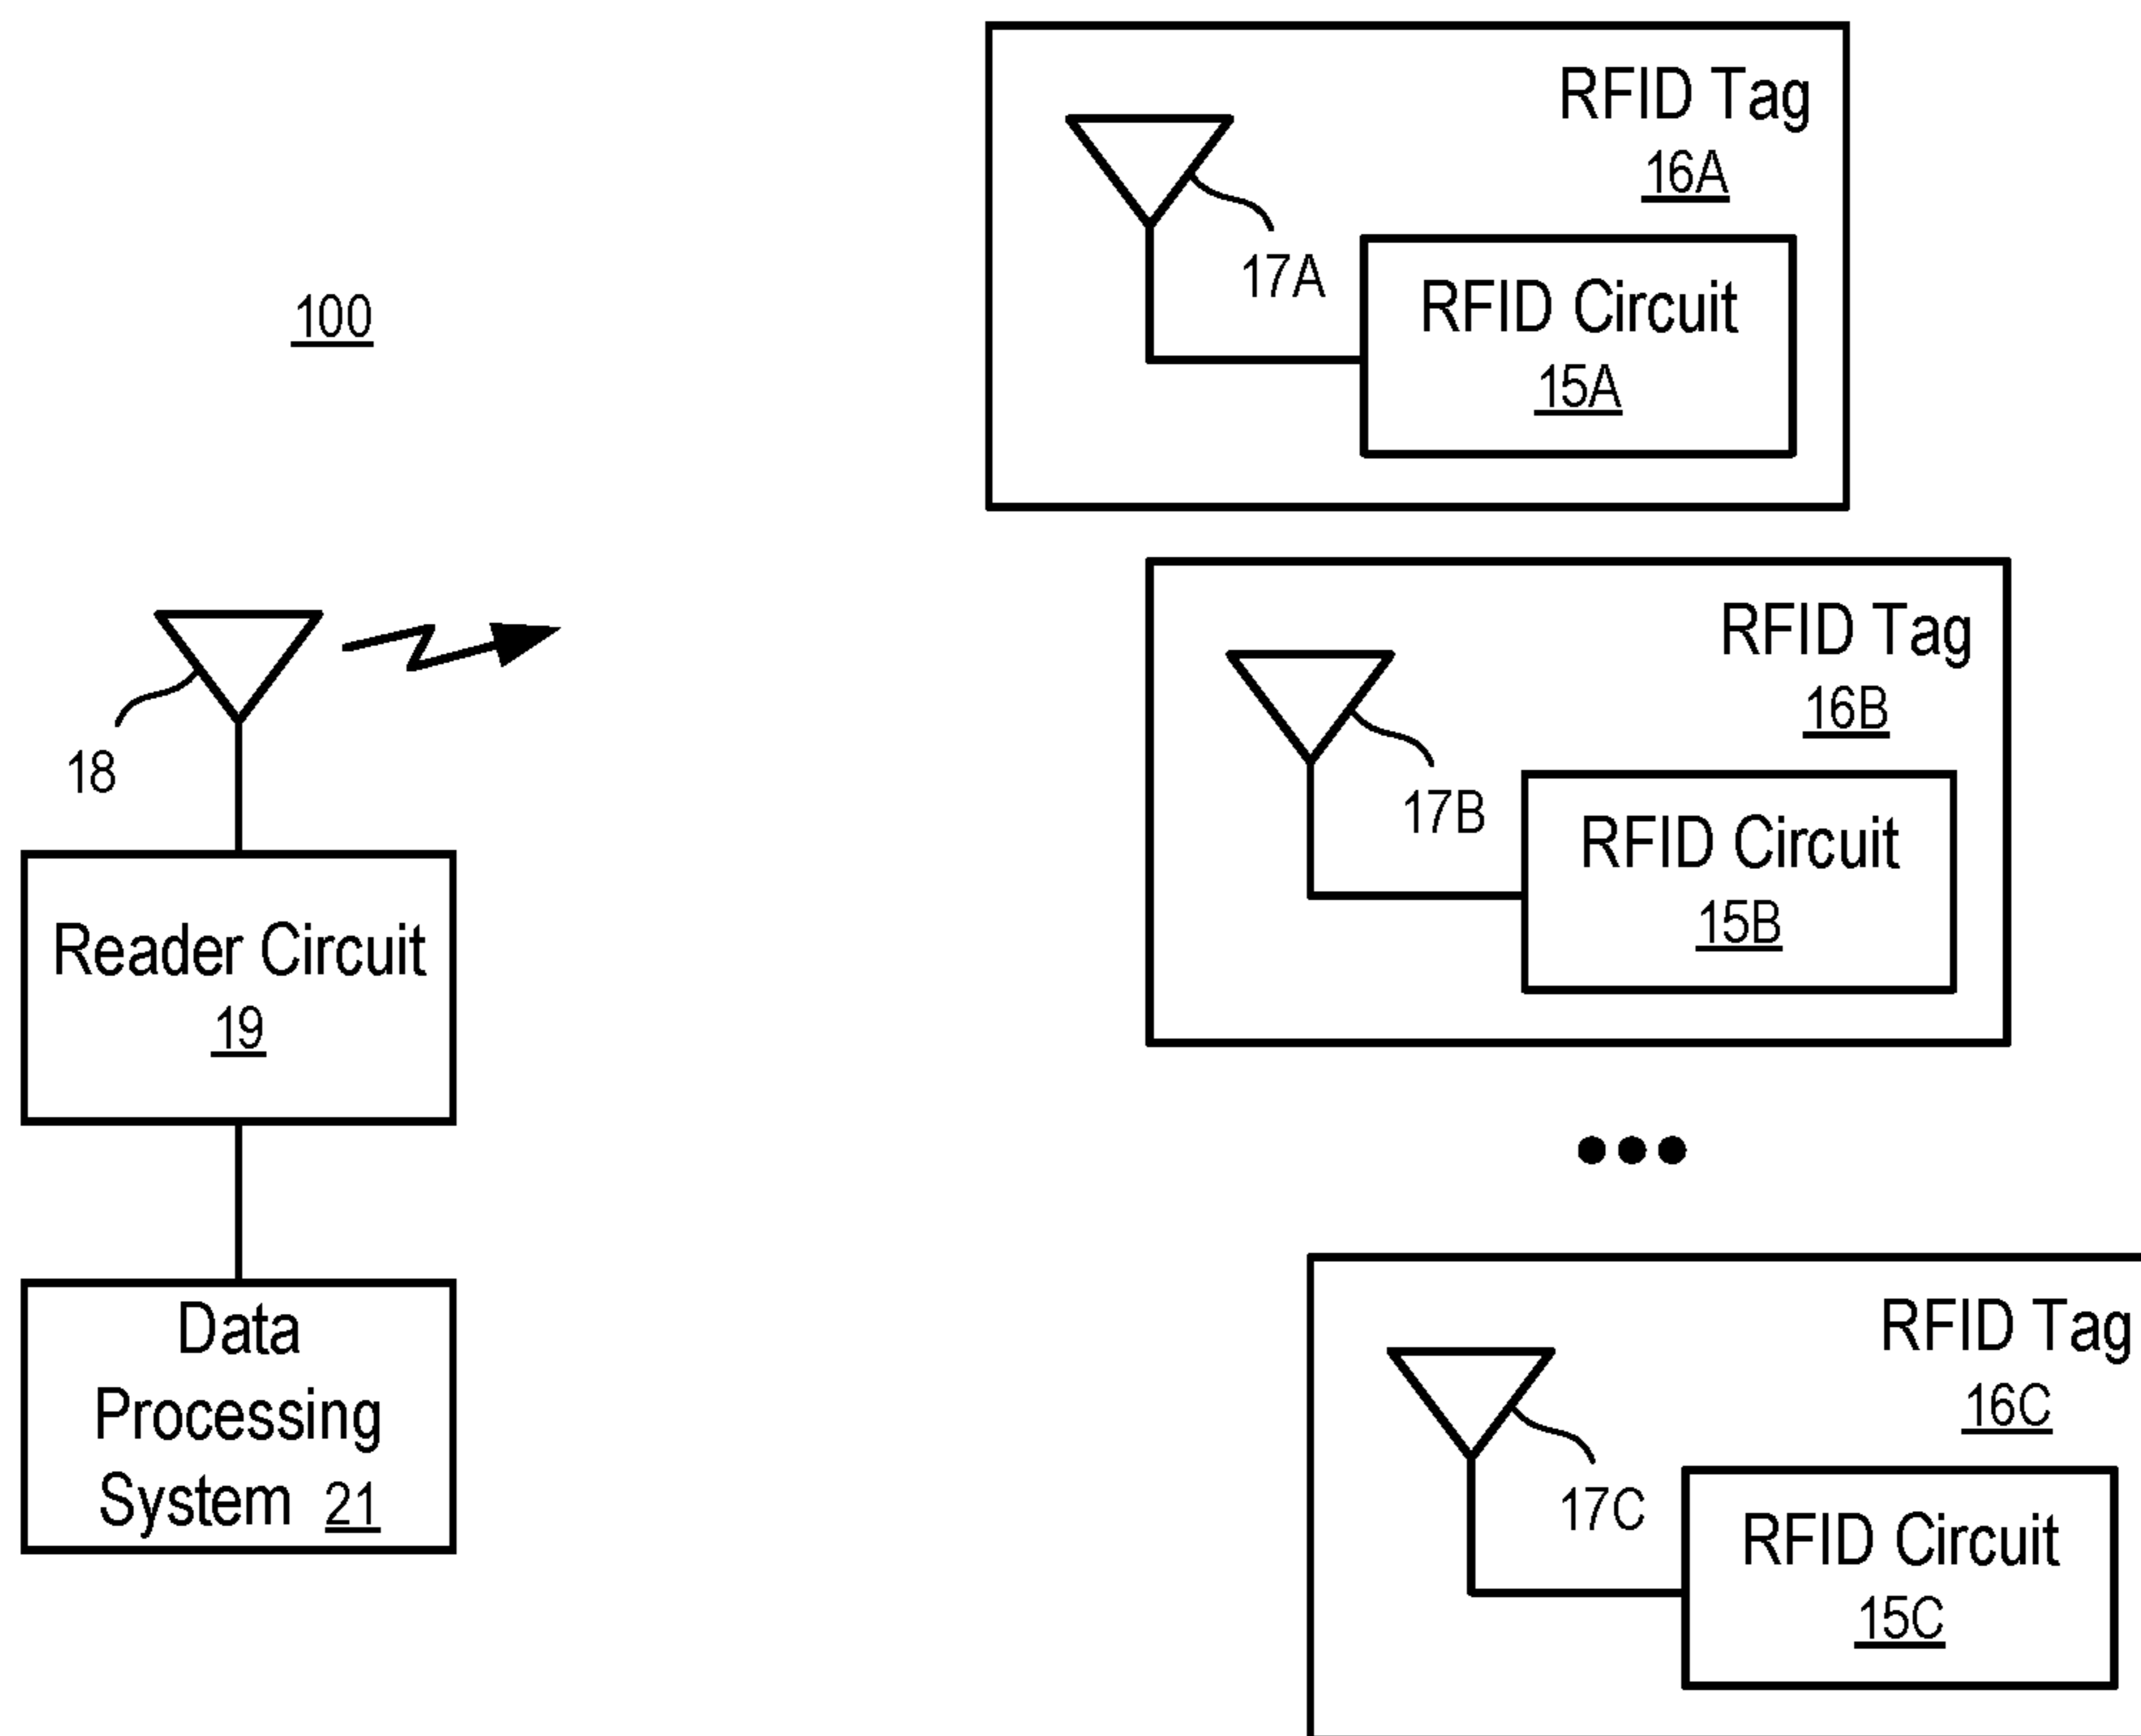 100
18
Reader Circuit
19
Data
Processing
System 21
RFID Tag
16A
17A
RFID Circuit
15A
RFID Tag
16B
17B
RFID Circuit
15B
RFID Tag
16C
17C
RFID Circuit
15C